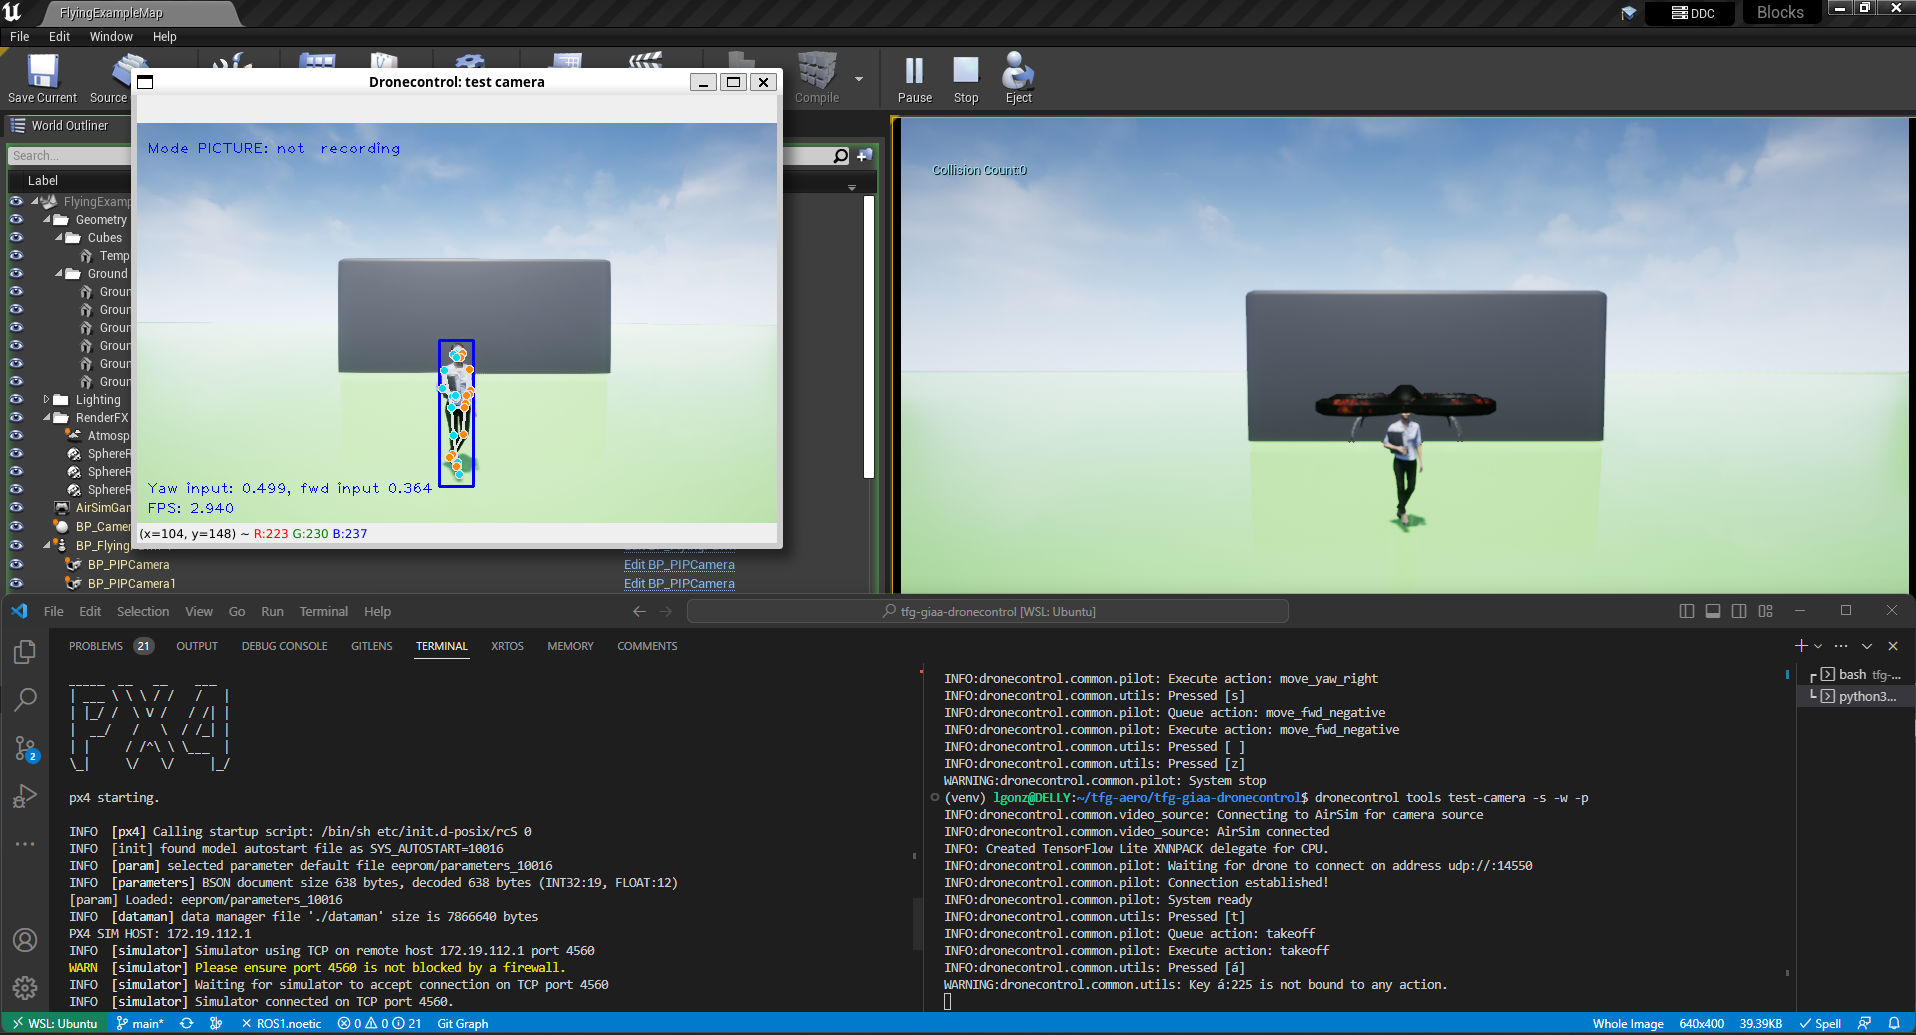 FlyingExampleMap
DDC
Blocks
File Edit Window Help
Save Current
Source
Compile
Pause
Stop
Eject
Dronecontrol: test camera
World Outliner
Search...
Label
FlyingExamp
Geometry
Cubes
Temp
Ground
Groun
Groun
Groun
Groun
Groun
Groun
Lighting
RenderFX
Atmosp
SphereR
SphereR
SphereR
AirSimGan
BP_Camer
BP_Flying
BP_PIPCamera
Edit BP_PIPCamera
BP_PIPCamera1
Edit BP_PIPCamera
Mode PICTURE: not recording
Yaw input: 0.499, fwd input 0.364
FPS: 2.940
(x=104, y=148) ~ R:223 G:230 B:237
Collision Count:0
File Edit Selection View Go Run Terminal Help
tfg-giaa-dronecontrol [WSL: Ubuntu]
PROBLEMS 21 OUTPUT DEBUG CONSOLE GITLENS TERMINAL XRTOS MEMORY COMMENTS
px4 starting.
INFO [px4] Calling startup script: /bin/sh etc/init.d-posix/rcS 0
INFO [init] found model autostart file as SYS_AUTOSTART=10016
INFO [param] selected parameter default file eeprom/parameters_10016
INFO [parameters] BSON document size 638 bytes, decoded 638 bytes (INT32:19, FLOAT:12)
[param] Loaded: eeprom/parameters_10016
INFO [dataman] data manager file './dataman' size is 7866640 bytes
PX4 SIM HOST: 172.19.112.1
INFO [simulator] Simulator using TCP on remote host 172.19.112.1 port 4560
WARN [simulator] Please ensure port 4560 is not blocked by a firewall.
INFO [simulator] Waiting for simulator to accept connection on TCP port 4560
INFO [simulator] Simulator connected on TCP port 4560.
INFO:dronecontrol.common.pilot: Execute action: move_yaw_right
INFO:dronecontrol.common.utils: Pressed [s]
INFO:dronecontrol.common.pilot: Queue action: move_fwd_negative
INFO:dronecontrol.common.pilot: Execute action: move_fwd_negative
INFO:dronecontrol.common.utils: Pressed [ ]
INFO:dronecontrol.common.utils: Pressed [z]
WARNING:dronecontrol.common.pilot: System stop
(venv) lgonz@DELLY:~/tfg-aero/tfg-giaa-dronecontrol$ dronecontrol tools test-camera -s -w -p
INFO:dronecontrol.common.video_source: Connecting to AirSim for camera source
INFO:dronecontrol.common.video_source: AirSim connected
INFO: Created TensorFlow Lite XNNPACK delegate for CPU.
INFO:dronecontrol.common.pilot: Waiting for drone to connect on address udp://:14550
INFO:dronecontrol.common.pilot: Connection established!
INFO:dronecontrol.common.pilot: System ready
INFO:dronecontrol.common.utils: Pressed [t]
INFO:dronecontrol.common.pilot: Queue action: takeoff
INFO:dronecontrol.common.pilot: Execute action: takeoff
INFO:dronecontrol.common.utils: Pressed [á]
WARNING:dronecontrol.common.utils: Key á:225 is not bound to any action.
bash tfg-...
python3...
2
WSL: Ubuntu main* ROS1.noetic 0 0 21 Git Graph
Whole Image 640x400 39.39KB Spell